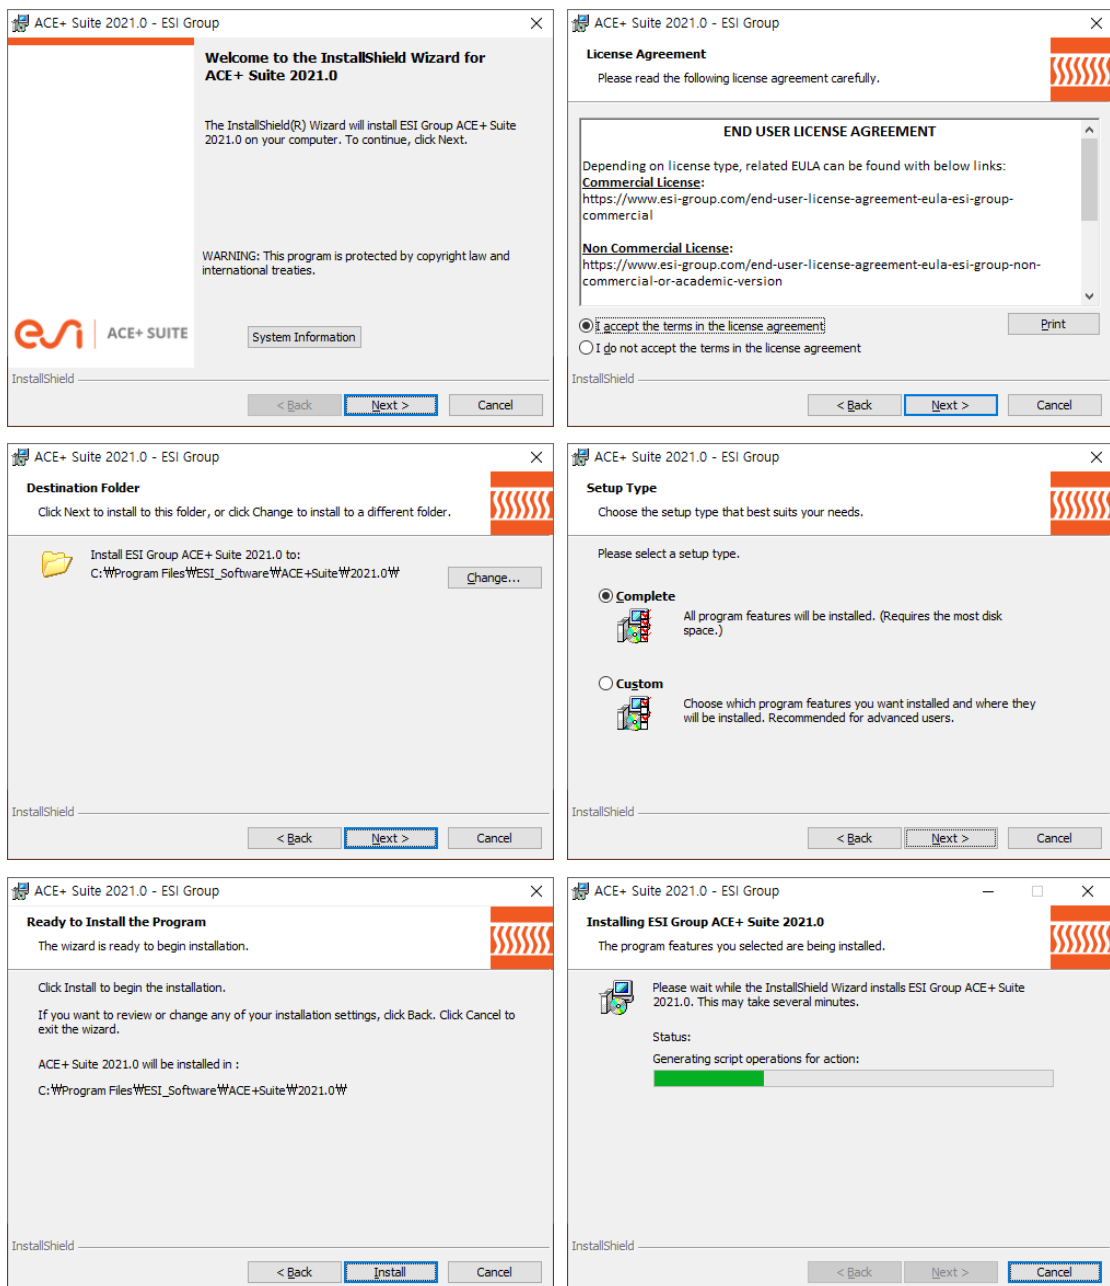 ACE+ Suite 2021.0 - ESI Group
Welcome to the InstallShield Wizard for
ACE+ Suite 2021.0
The InstallShield(R) Wizard will install ESI Group ACE+ Suite
2021.0 on your computer. To continue, click Next.
WARNING: This program is protected by copyright law and
international treaties.
esi ACE+ SUITE
System Information
InstallShield
< Back Next > Cancel
ACE+ Suite 2021.0 - ESI Group
License Agreement
Please read the following license agreement carefully.
END USER LICENSE AGREEMENT
Depending on license type, related EULA can be found with below links:
Commercial License:
https://www.esi-group.com/end-user-license-agreement-eula-esi-group-
commercial
Non Commercial License:
https://www.esi-group.com/end-user-license-agreement-eula-esi-group-non-
commercial-or-academic-version
I accept the terms in the license agreement
Print
I do not accept the terms in the license agreement
InstallShield
< Back Next > Cancel
ACE+ Suite 2021.0 - ESI Group
Destination Folder
Click Next to install to this folder, or click Change to install to a different folder.
Install ESI Group ACE+ Suite 2021.0 to:
C:₩Program Files₩ESI_Software₩ACE+Suite₩2021.0₩
Change...
InstallShield
< Back Next > Cancel
ACE+ Suite 2021.0 - ESI Group
Setup Type
Choose the setup type that best suits your needs.
Please select a setup type.
Complete
All program features will be installed. (Requires the most disk
space.)
Custom
Choose which program features you want installed and where they
will be installed. Recommended for advanced users.
InstallShield
< Back Next > Cancel
ACE+ Suite 2021.0 - ESI Group
Ready to Install the Program
The wizard is ready to begin installation.
Click Install to begin the installation.
If you want to review or change any of your installation settings, click Back. Click Cancel to
exit the wizard.
ACE+ Suite 2021.0 will be installed in :
C:₩Program Files₩ESI_Software₩ACE+Suite₩2021.0₩
InstallShield
< Back Install Cancel
ACE+ Suite 2021.0 - ESI Group
Installing ESI Group ACE+ Suite 2021.0
The program features you selected are being installed.
Please wait while the InstallShield Wizard installs ESI Group ACE+ Suite
2021.0. This may take several minutes.
Status:
Generating script operations for action:
InstallShield
< Back Next > Cancel